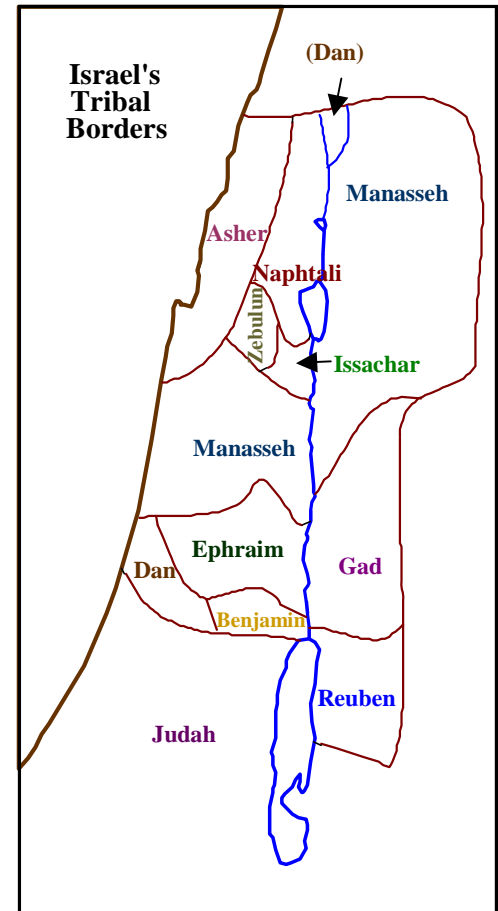 Israel's
Tribal
Borders
(Dan)
Manasseh
Asher
Naphtali
Zebulun
Issachar
Manasseh
Ephraim
Dan
Gad
Benjamin
Reuben
Judah